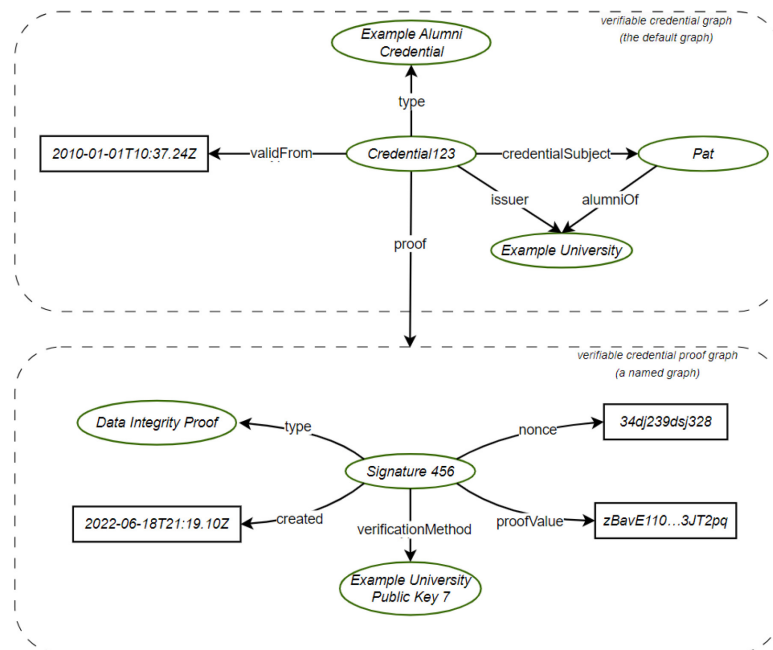 verifiable credential graph
(the default graph)
Example Alumni
Credential
type
2010-01-01T10:37.24Z
validFrom
Credential123
credentialSubject
Pat
issuer
alumniOf
Example University
proof
verifiable credential proof graph
(a named graph)
Data Integrity Proof
type
nonce
34dj239dsj328
Signature 456
2022-06-18T21:19.10Z
created
verificationMethod
proofValue
zBavE110…3JT2pq
Example University
Public Key 7